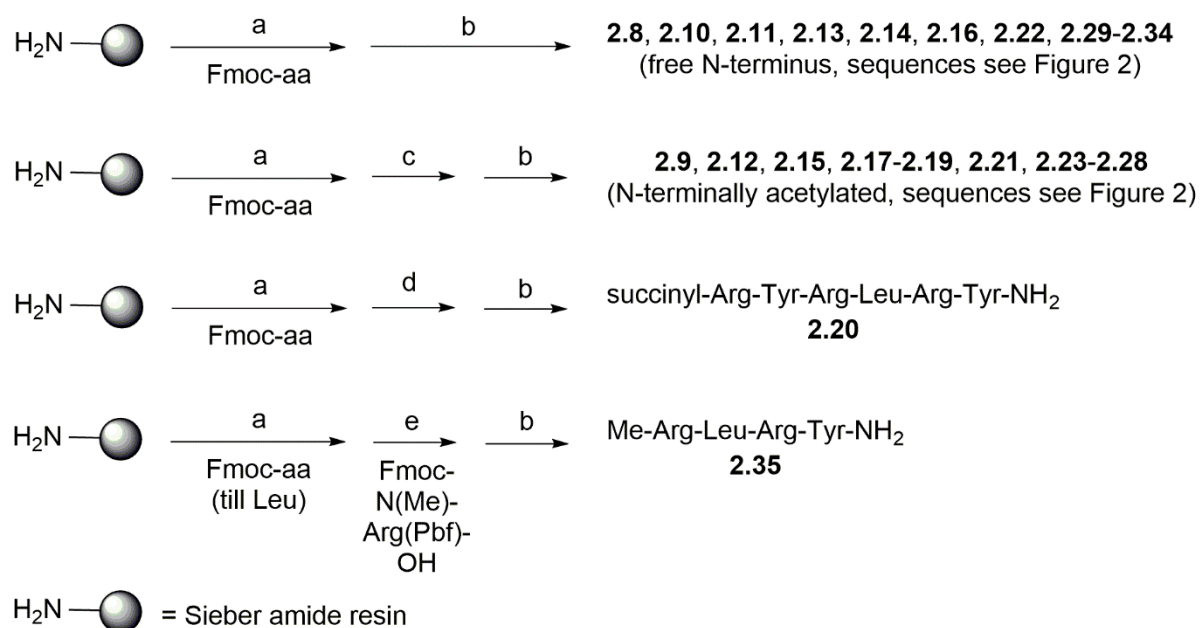 a
b
H2N
Fmoc-aa
2.8, 2.10, 2.11, 2.13, 2.14, 2.16, 2.22, 2.29-2.34
(free N-terminus, sequences see Figure 2)
a
c
b
H2N
Fmoc-aa
2.9, 2.12, 2.15, 2.17-2.19, 2.21, 2.23-2.28
(N-terminally acetylated, sequences see Figure 2)
a
d
b
H2N
Fmoc-aa
succinyl-Arg-Tyr-Arg-Leu-Arg-Tyr-NH2
2.20
a
e
b
H2N
Fmoc-aa
(till Leu)
Fmoc-
N(Me)-
Arg(Pbf)-
OH
Me-Arg-Leu-Arg-Tyr-NH2
2.35
H2N = Sieber amide resin